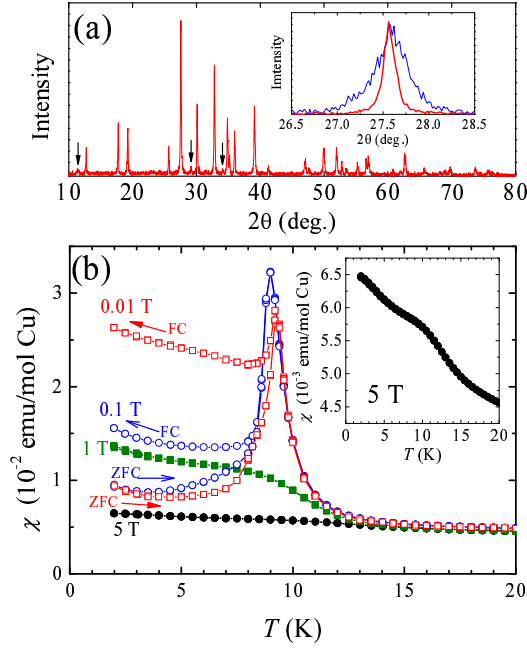 (a)
Intensity
Intensity
26.5 27.0 27.5 28.0 28.5
2θ (deg.)
10 20 30 40 50 60 70 80
2θ (deg.)
(b)
χ (10⁻² emu/mol Cu)
3
2
1
0
0.01 T
FC
0.1 T
FC
1 T
ZFC
ZFC
5 T
χ (10⁻³ emu/mol Cu)
6.5
6.0
5.5
5.0
4.5
5 T
0 5 10 15 20
T (K)
0 5 10 15 20
T (K)